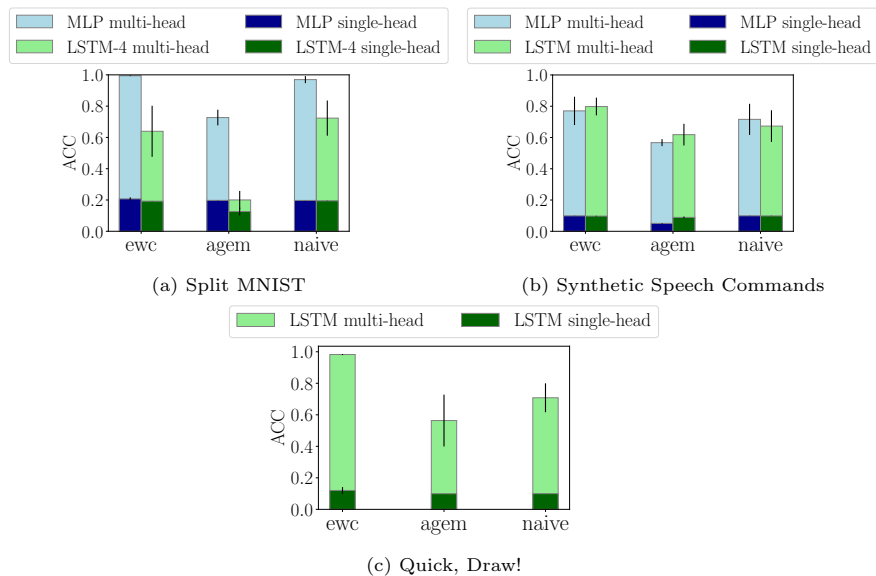 MLP multi-head MLP single-head
LSTM-4 multi-head LSTM-4 single-head
1.0
0.8
0.6
0.4
0.2
0.0
ACC
ewc agem naive
(a) Split MNIST
MLP multi-head MLP single-head
LSTM multi-head LSTM single-head
1.0
0.8
0.6
0.4
0.2
0.0
ACC
ewc agem naive
(b) Synthetic Speech Commands
LSTM multi-head LSTM single-head
1.0
0.8
0.6
0.4
0.2
0.0
ACC
ewc agem naive
(c) Quick, Draw!